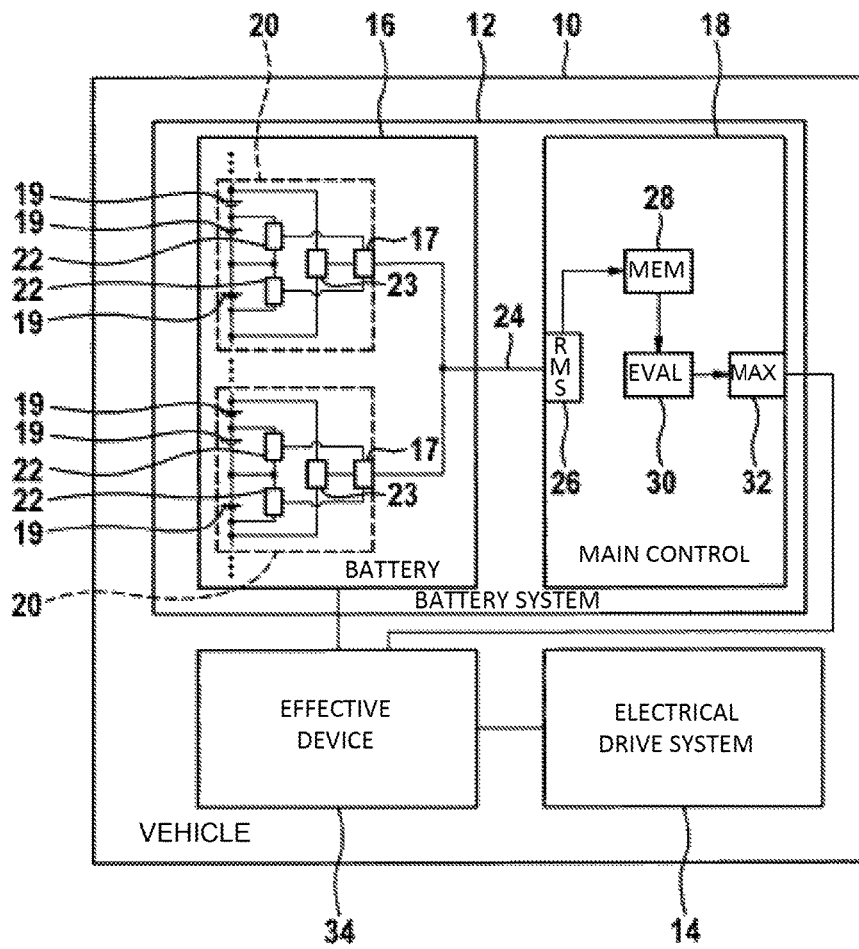 20 16 12 10 18
19
19
22
22
19
17
23
28
MEM
24
RMS
EVAL
MAX
26
30
32
19
19
22
22
19
17
23
20
BATTERY
MAIN CONTROL
BATTERY SYSTEM
EFFECTIVE
DEVICE
ELECTRICAL
DRIVE SYSTEM
VEHICLE
34
14